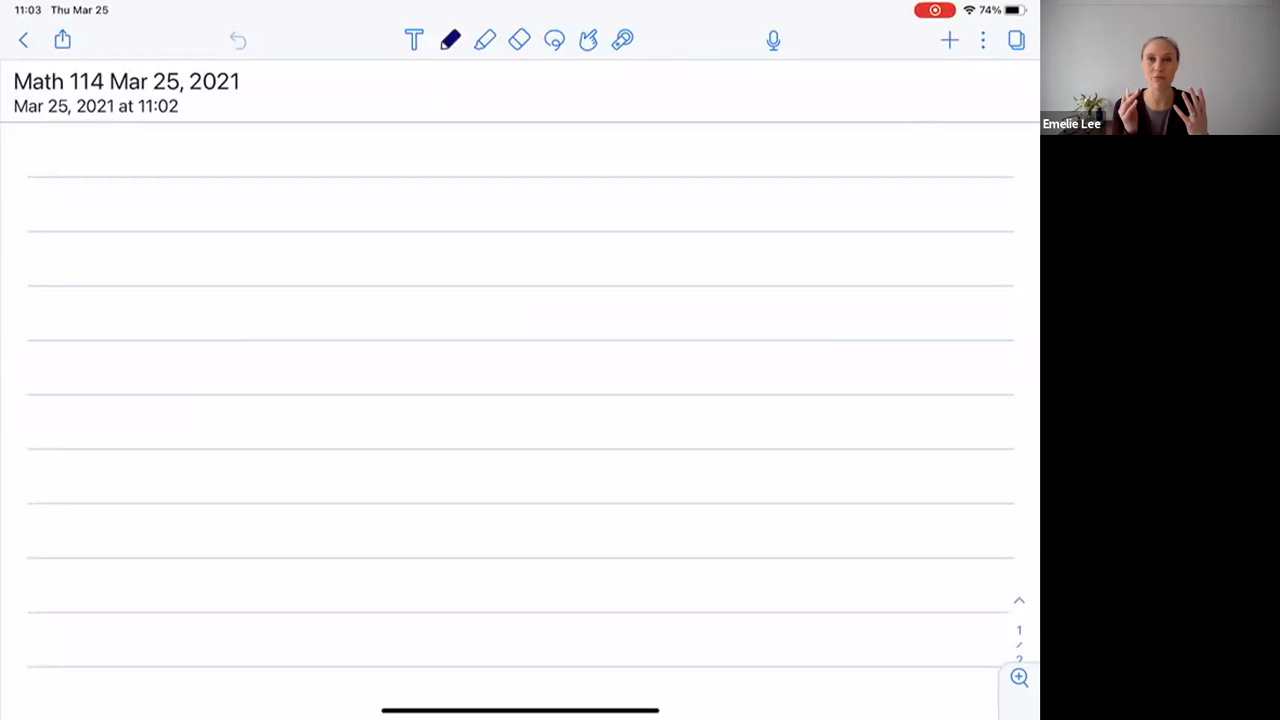 11:03 Thu Mar 25
74%
Math 114 Mar 25, 2021
Mar 25, 2021 at 11:02
Emelie Lee
1
/
2